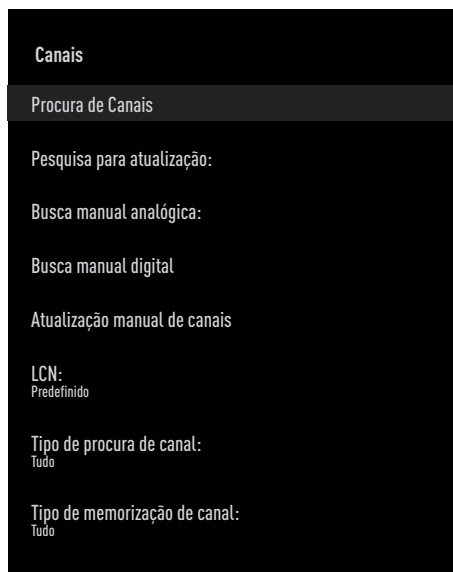 Canais
Procura de Canais
Pesquisa para atualização:
Busca manual analógica:
Busca manual digital
Atualização manual de canais
LCN:
Predefinido
Tipo de procura de canal:
Tudo
Tipo de memorização de canal:
Tudo